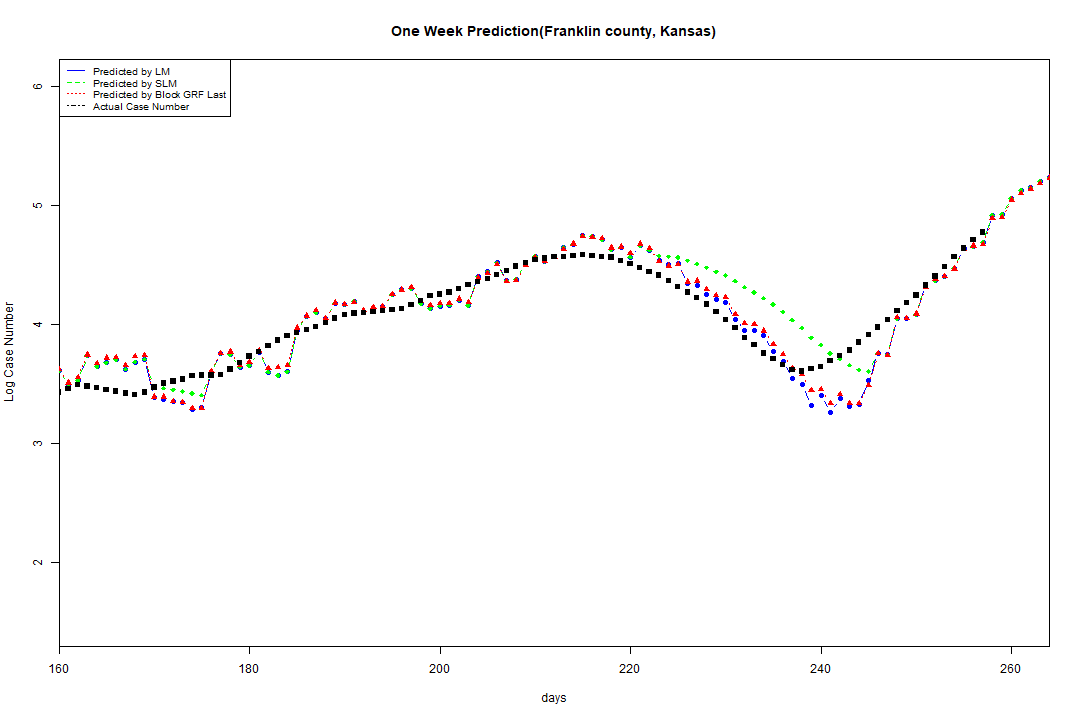 One Week Prediction(Franklin county, Kansas)
Predicted by LM
Predicted by SLM
Predicted by Block GRF Last
Actual Case Number
6
5
4
3
2
Log Case Number
160 180 200 220 240 260
days